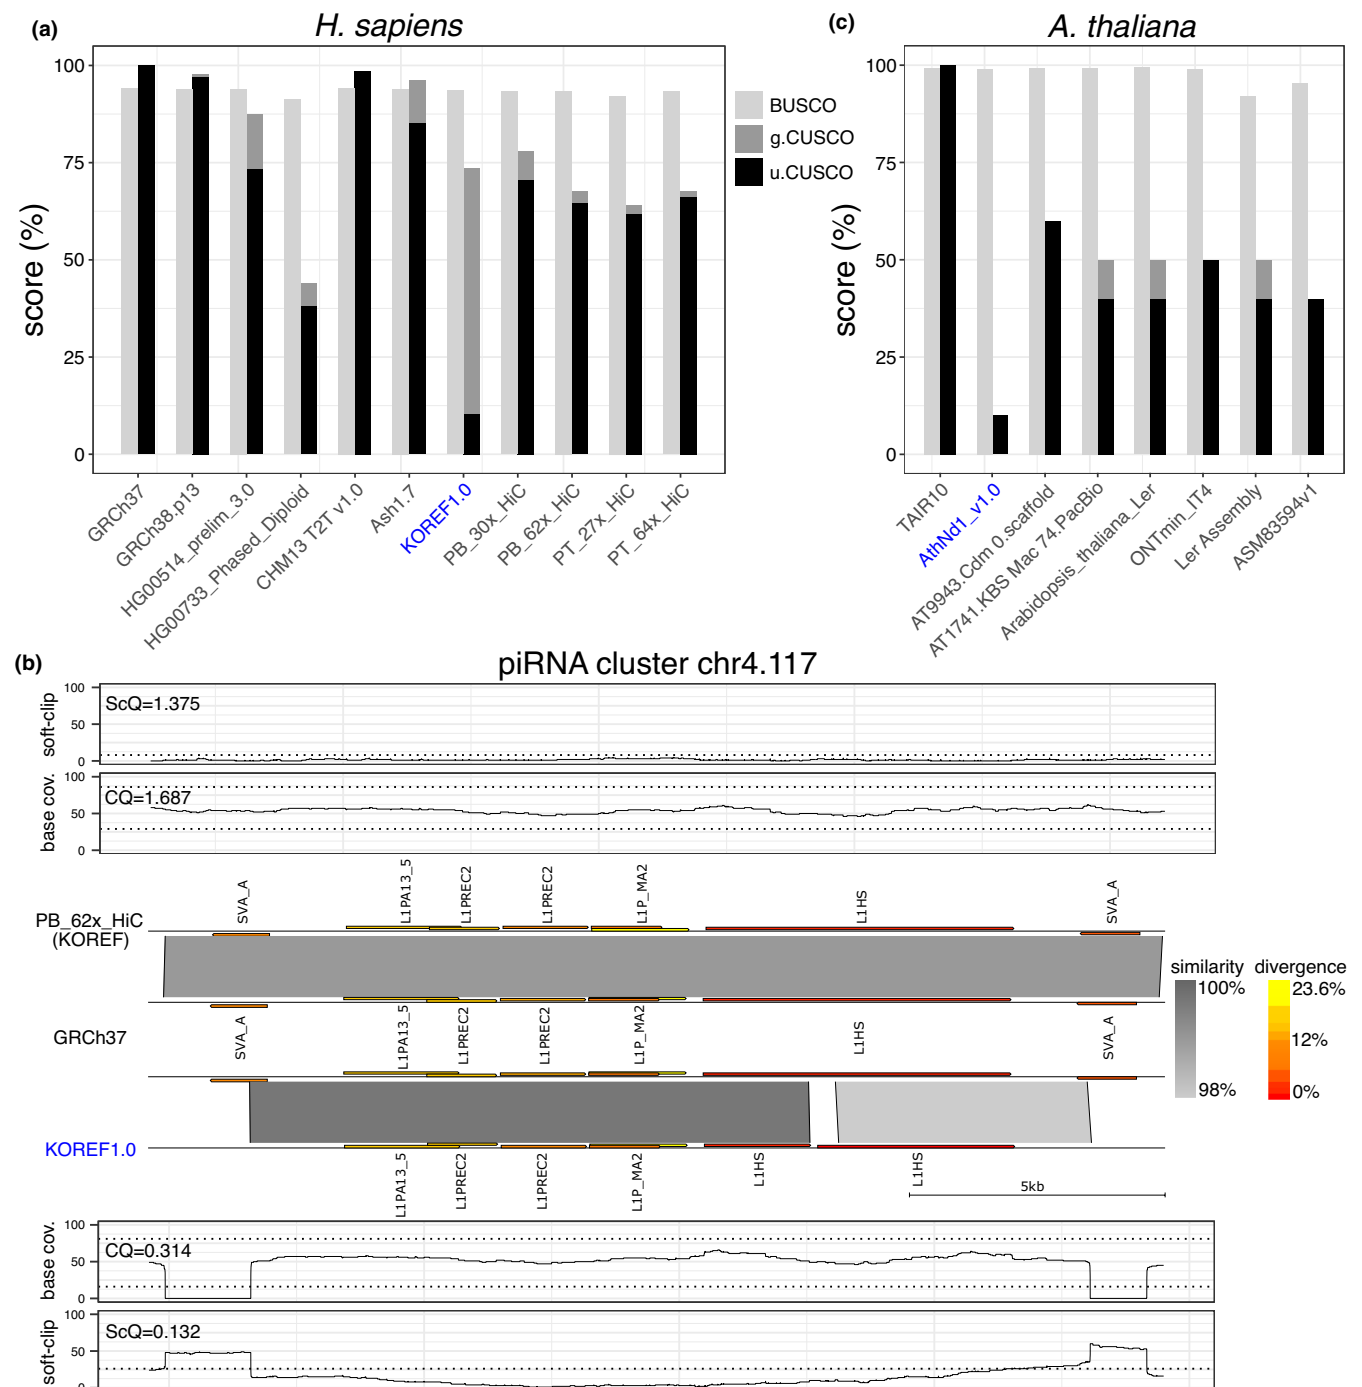 (a)
H. sapiens
score (%)
100
75
50
25
0
GRCh37
GRCh38.p13
HG00514_prelim_3.0
HG00733_Phased_Diploid
CHM13 T2T v1.0
Ash1.7
KOREF1.0
PB_30x_HiC
PB_62x_HiC
PT_27x_HiC
PT_64x_HiC
BUSCO
g.CUSCO
u.CUSCO
(c)
A. thaliana
score (%)
100
75
50
25
0
TAIR10
AthNd1_v1.0
AT9943.Cdm 0.scaffold
AT1741.KBS Mac 74.PacBio
Arabidopsis_thaliana_Ler
ONTmin_IT4
Ler Assembly
ASM83594v1
(b)
piRNA cluster chr4.117
soft-clip
100
50
0
ScQ=1.375
base cov.
100
50
0
CQ=1.687
SVA_A
L1PA13_5
L1PREC2
L1PREC2
L1P_MA2
L1HS
SVA_A
PB_62x_HiC
(KOREF)
GRCh37
SVA_A
L1PA13_5
L1PREC2
L1PREC2
L1P_MA2
L1HS
SVA_A
KOREF1.0
L1PA13_5
L1PREC2
L1PREC2
L1P_MA2
L1HS
L1HS
5kb
similarity
100%
98%
divergence
23.6%
12%
0%
base cov.
100
50
0
CQ=0.314
soft-clip
100
50
0
ScQ=0.132